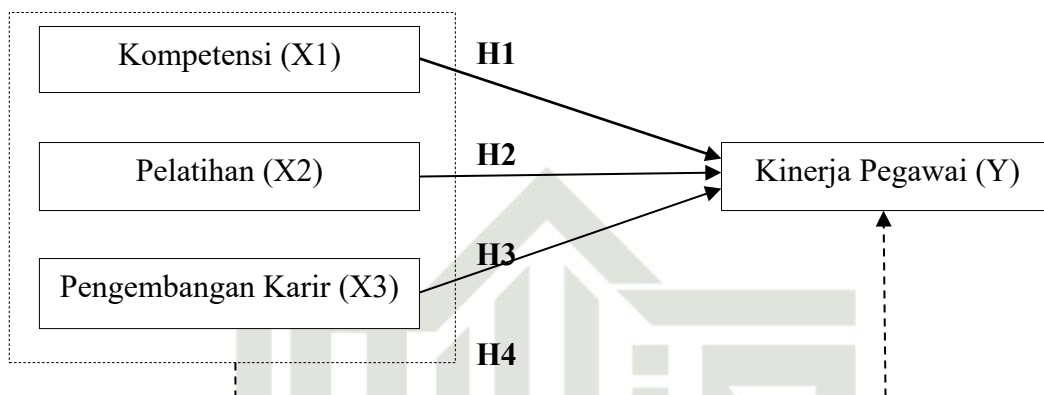 Kompetensi (X1)
H1
Pelatihan (X2)
H2
Kinerja Pegawai (Y)
H3
Pengembangan Karir (X3)
H4